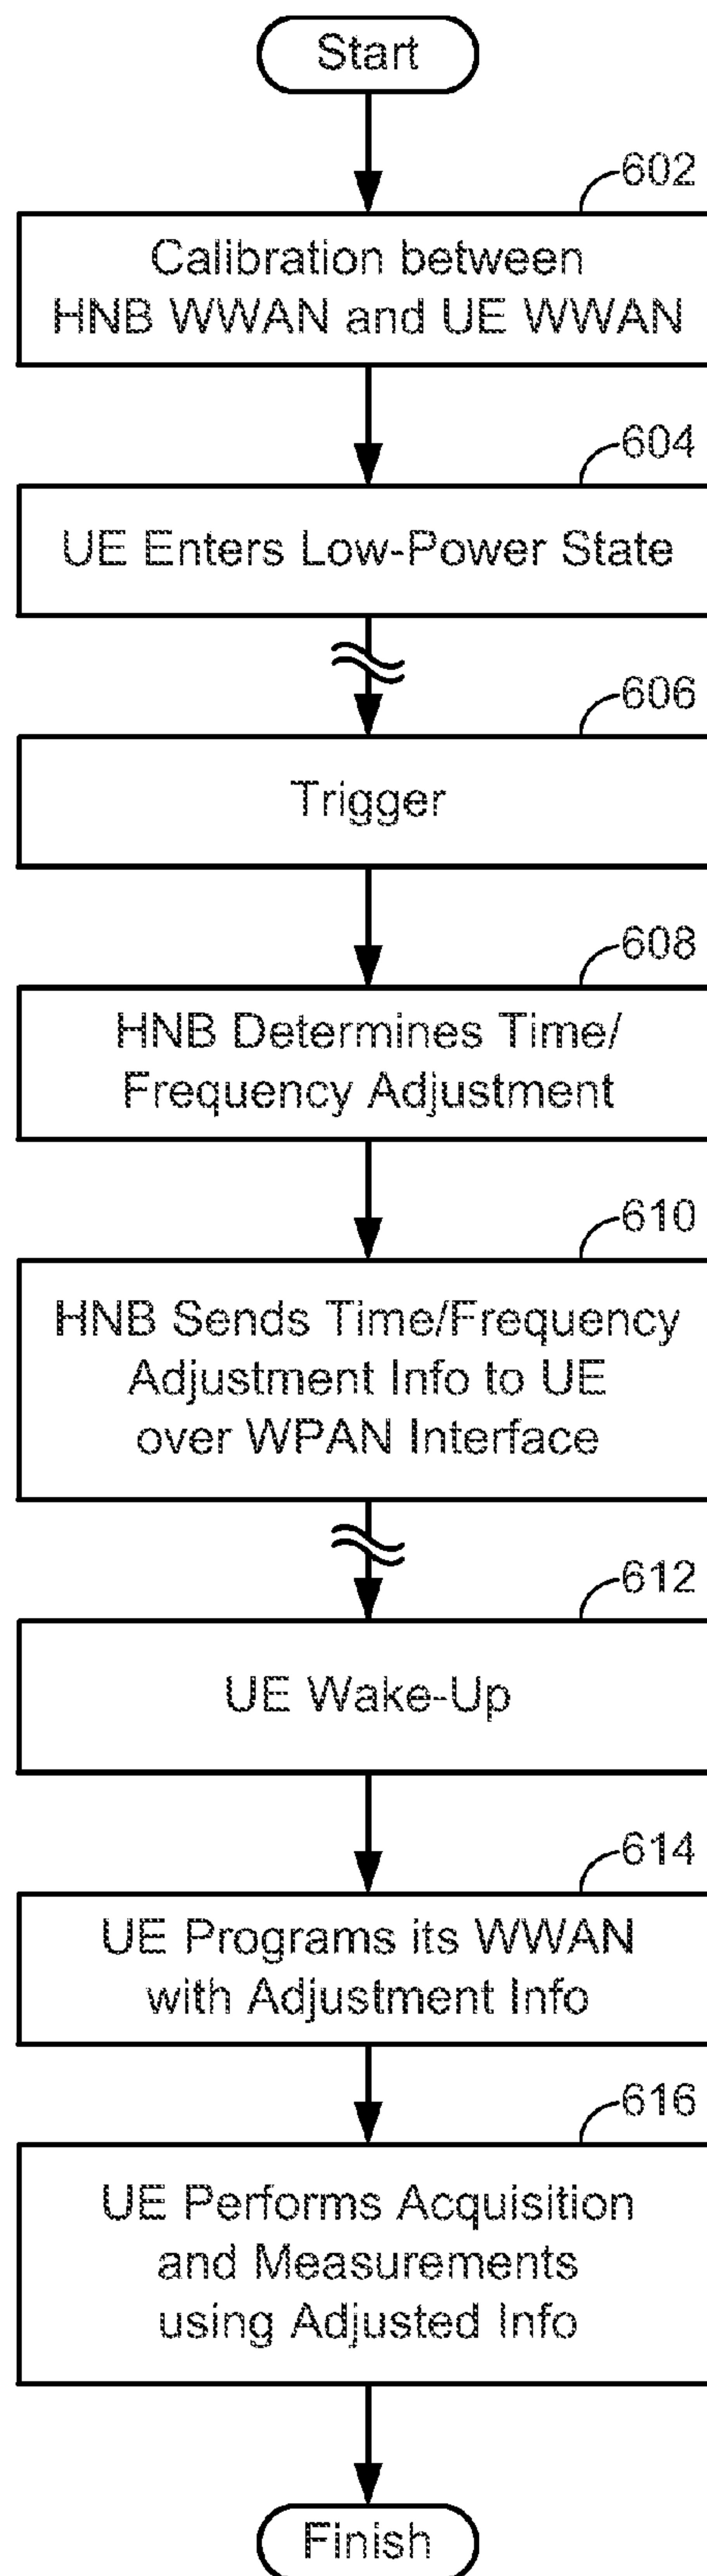 Start
602
Calibration between
HNB WWAN and UE WWAN
604
UE Enters Low-Power State
606
Trigger
608
HNB Determines Time/
Frequency Adjustment
610
HNB Sends Time/Frequency
Adjustment Info to UE
over WPAN Interface
612
UE Wake-Up
614
UE Programs its WWAN
with Adjustment Info
616
UE Performs Acquisition
and Measurements
using Adjusted Info
Finish